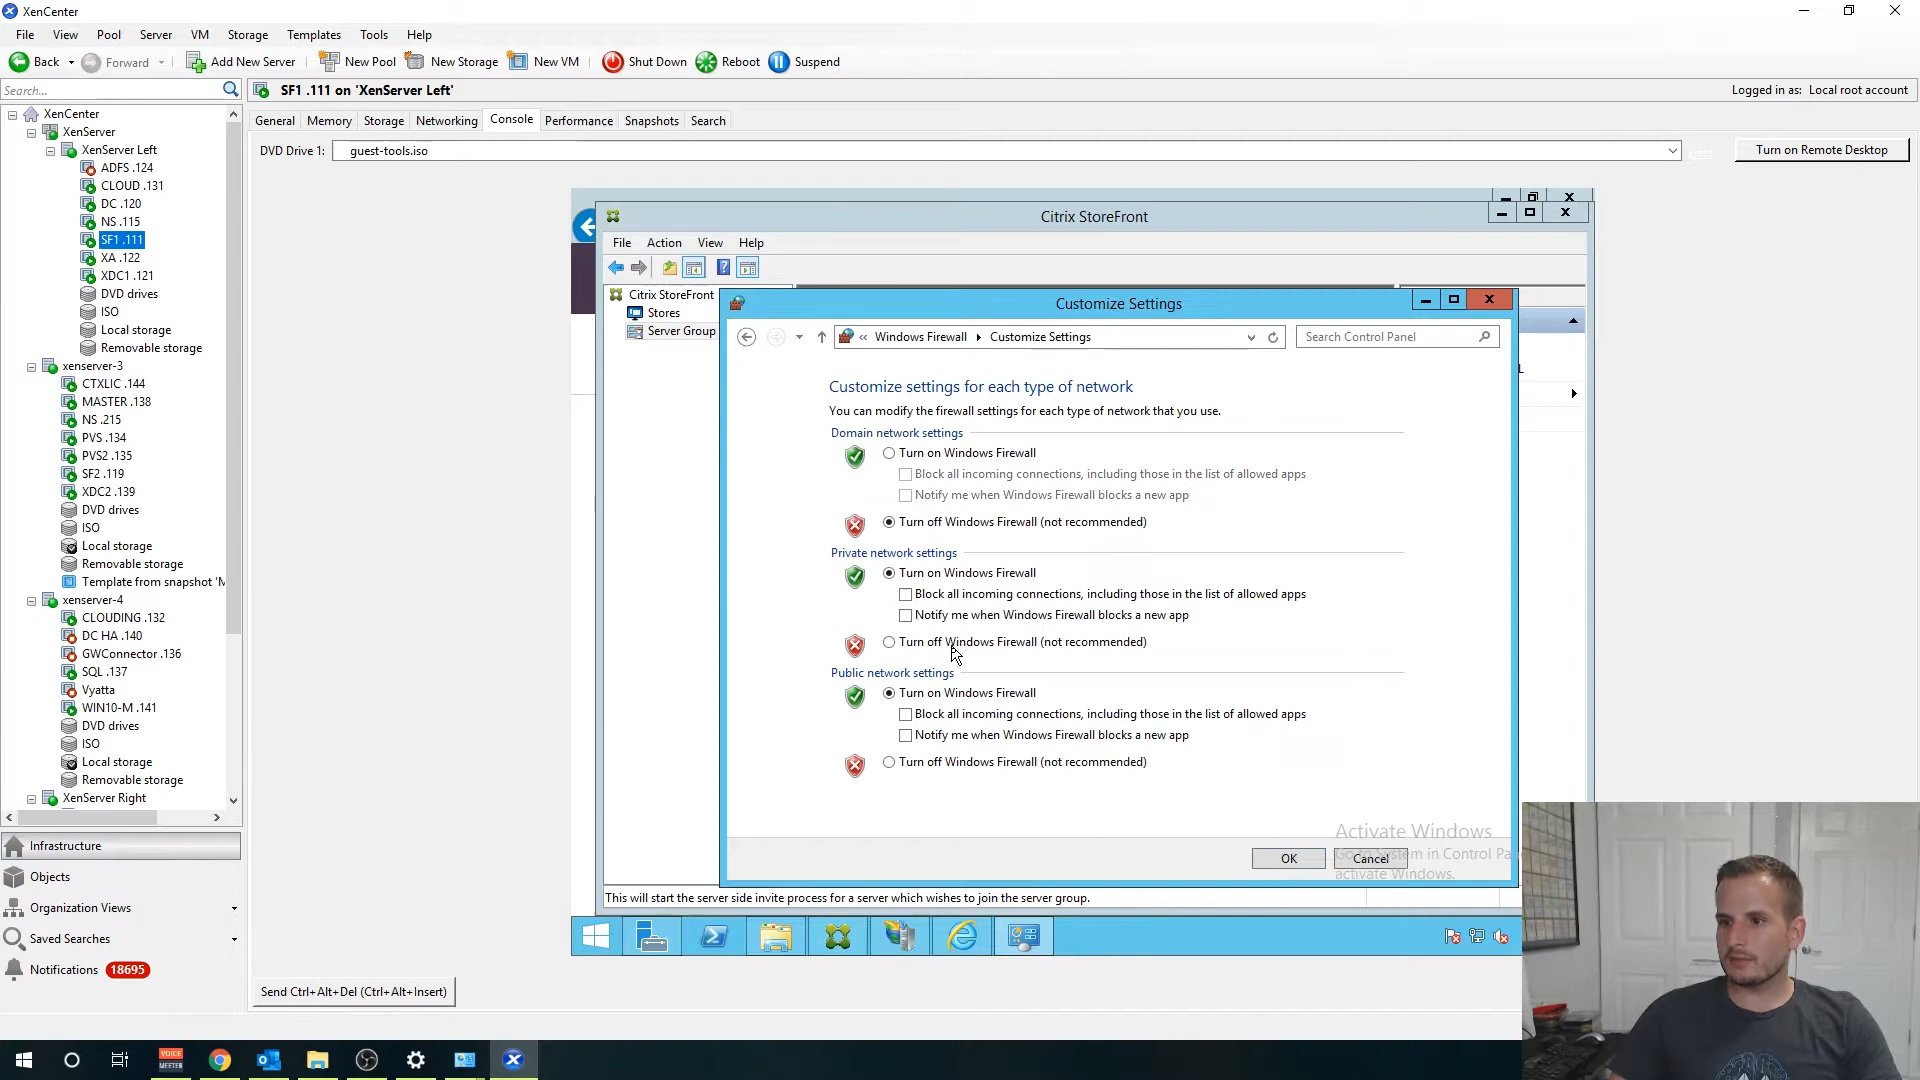 XenCenter
File View Pool Server VM Storage Templates Tools Help
Back Forward Add New Server New Pool New Storage New VM Shut Down Reboot Suspend
Search...
SF1 .111 on 'XenServer Left'
Logged in as: Local root account
General Memory Storage Networking Console Performance Snapshots Search
DVD Drive 1: guest-tools.iso
Turn on Remote Desktop
XenCenter
XenServer
XenServer Left
ADFS .124
CLOUD .131
DC .120
NS .115
SF1 .111
XA .122
XDC1 .121
DVD drives
ISO
Local storage
Removable storage
xenserver-3
CTXLIC .144
MASTER .138
NS .215
PVS .134
PVS2 .135
SF2 .119
XDC2 .139
DVD drives
ISO
Local storage
Removable storage
Template from snapshot 'M
xenserver-4
CLOUDING .132
DC HA .140
GWConnector .136
SQL .137
Vyatta
WIN10-M .141
DVD drives
ISO
Local storage
Removable storage
XenServer Right
Infrastructure
Objects
Organization Views
Saved Searches
Notifications 18695
Citrix StoreFront
File Action View Help
Citrix StoreFront
Stores
Server Group
Customize Settings
« Windows Firewall Customize Settings
Search Control Panel
Customize settings for each type of network
You can modify the firewall settings for each type of network that you use.
Domain network settings
Turn on Windows Firewall
Block all incoming connections, including those in the list of allowed apps
Notify me when Windows Firewall blocks a new app
Turn off Windows Firewall (not recommended)
Private network settings
Turn on Windows Firewall
Block all incoming connections, including those in the list of allowed apps
Notify me when Windows Firewall blocks a new app
Turn off Windows Firewall (not recommended)
Public network settings
Turn on Windows Firewall
Block all incoming connections, including those in the list of allowed apps
Notify me when Windows Firewall blocks a new app
Turn off Windows Firewall (not recommended)
Activate Windows
Go to System in Control Pa
activate Windows.
OK Cancel
This will start the server side invite process for a server which wishes to join the server group.
Send Ctrl+Alt+Del (Ctrl+Alt+Insert)
VOICE
MEETER